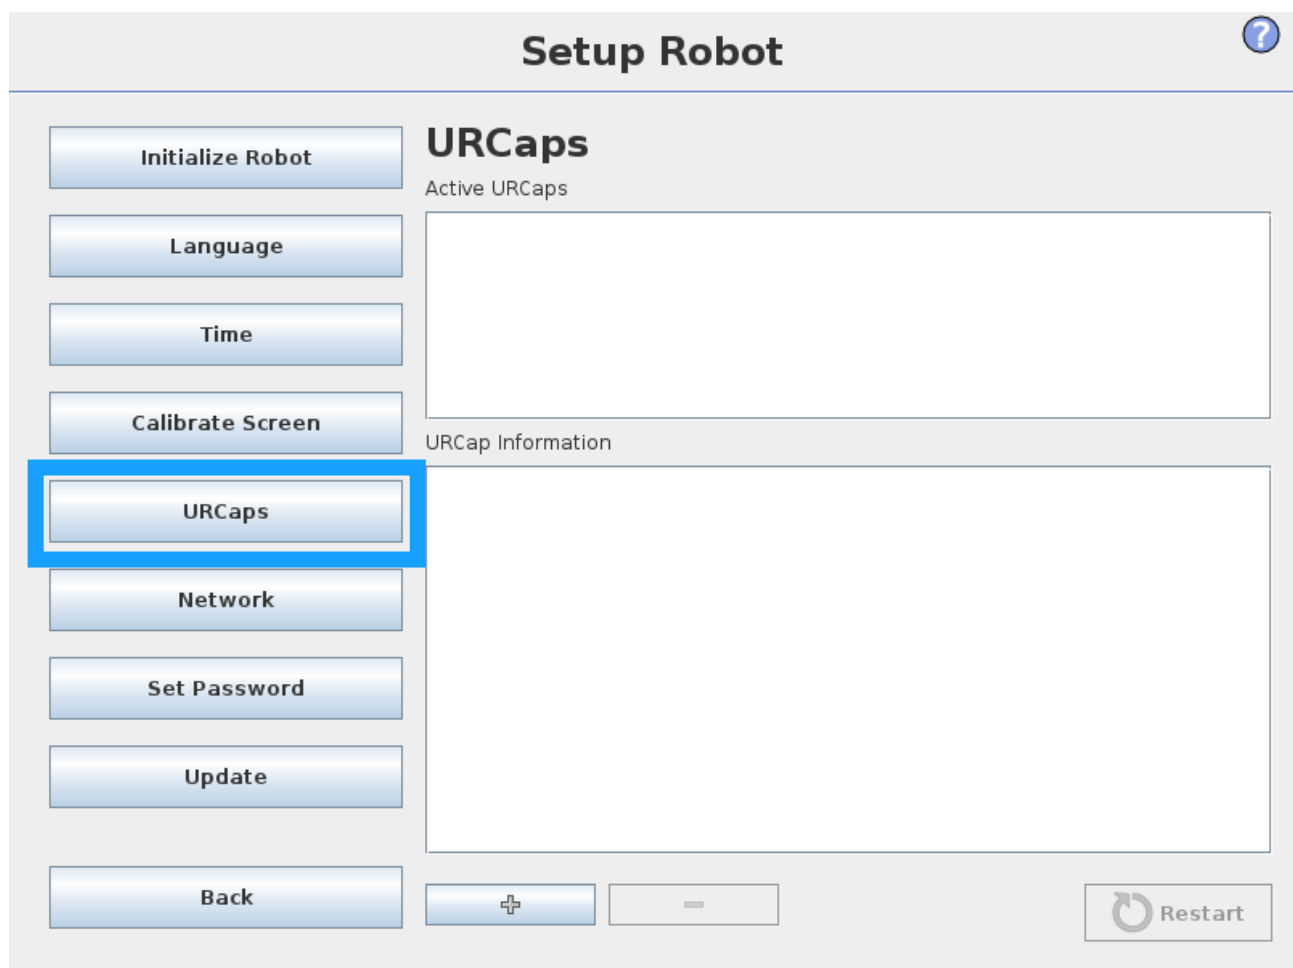 Setup Robot
?
Initialize Robot
Language
Time
Calibrate Screen
URCaps
Network
Set Password
Update
Back
URCaps
Active URCaps
URCap Information
Restart